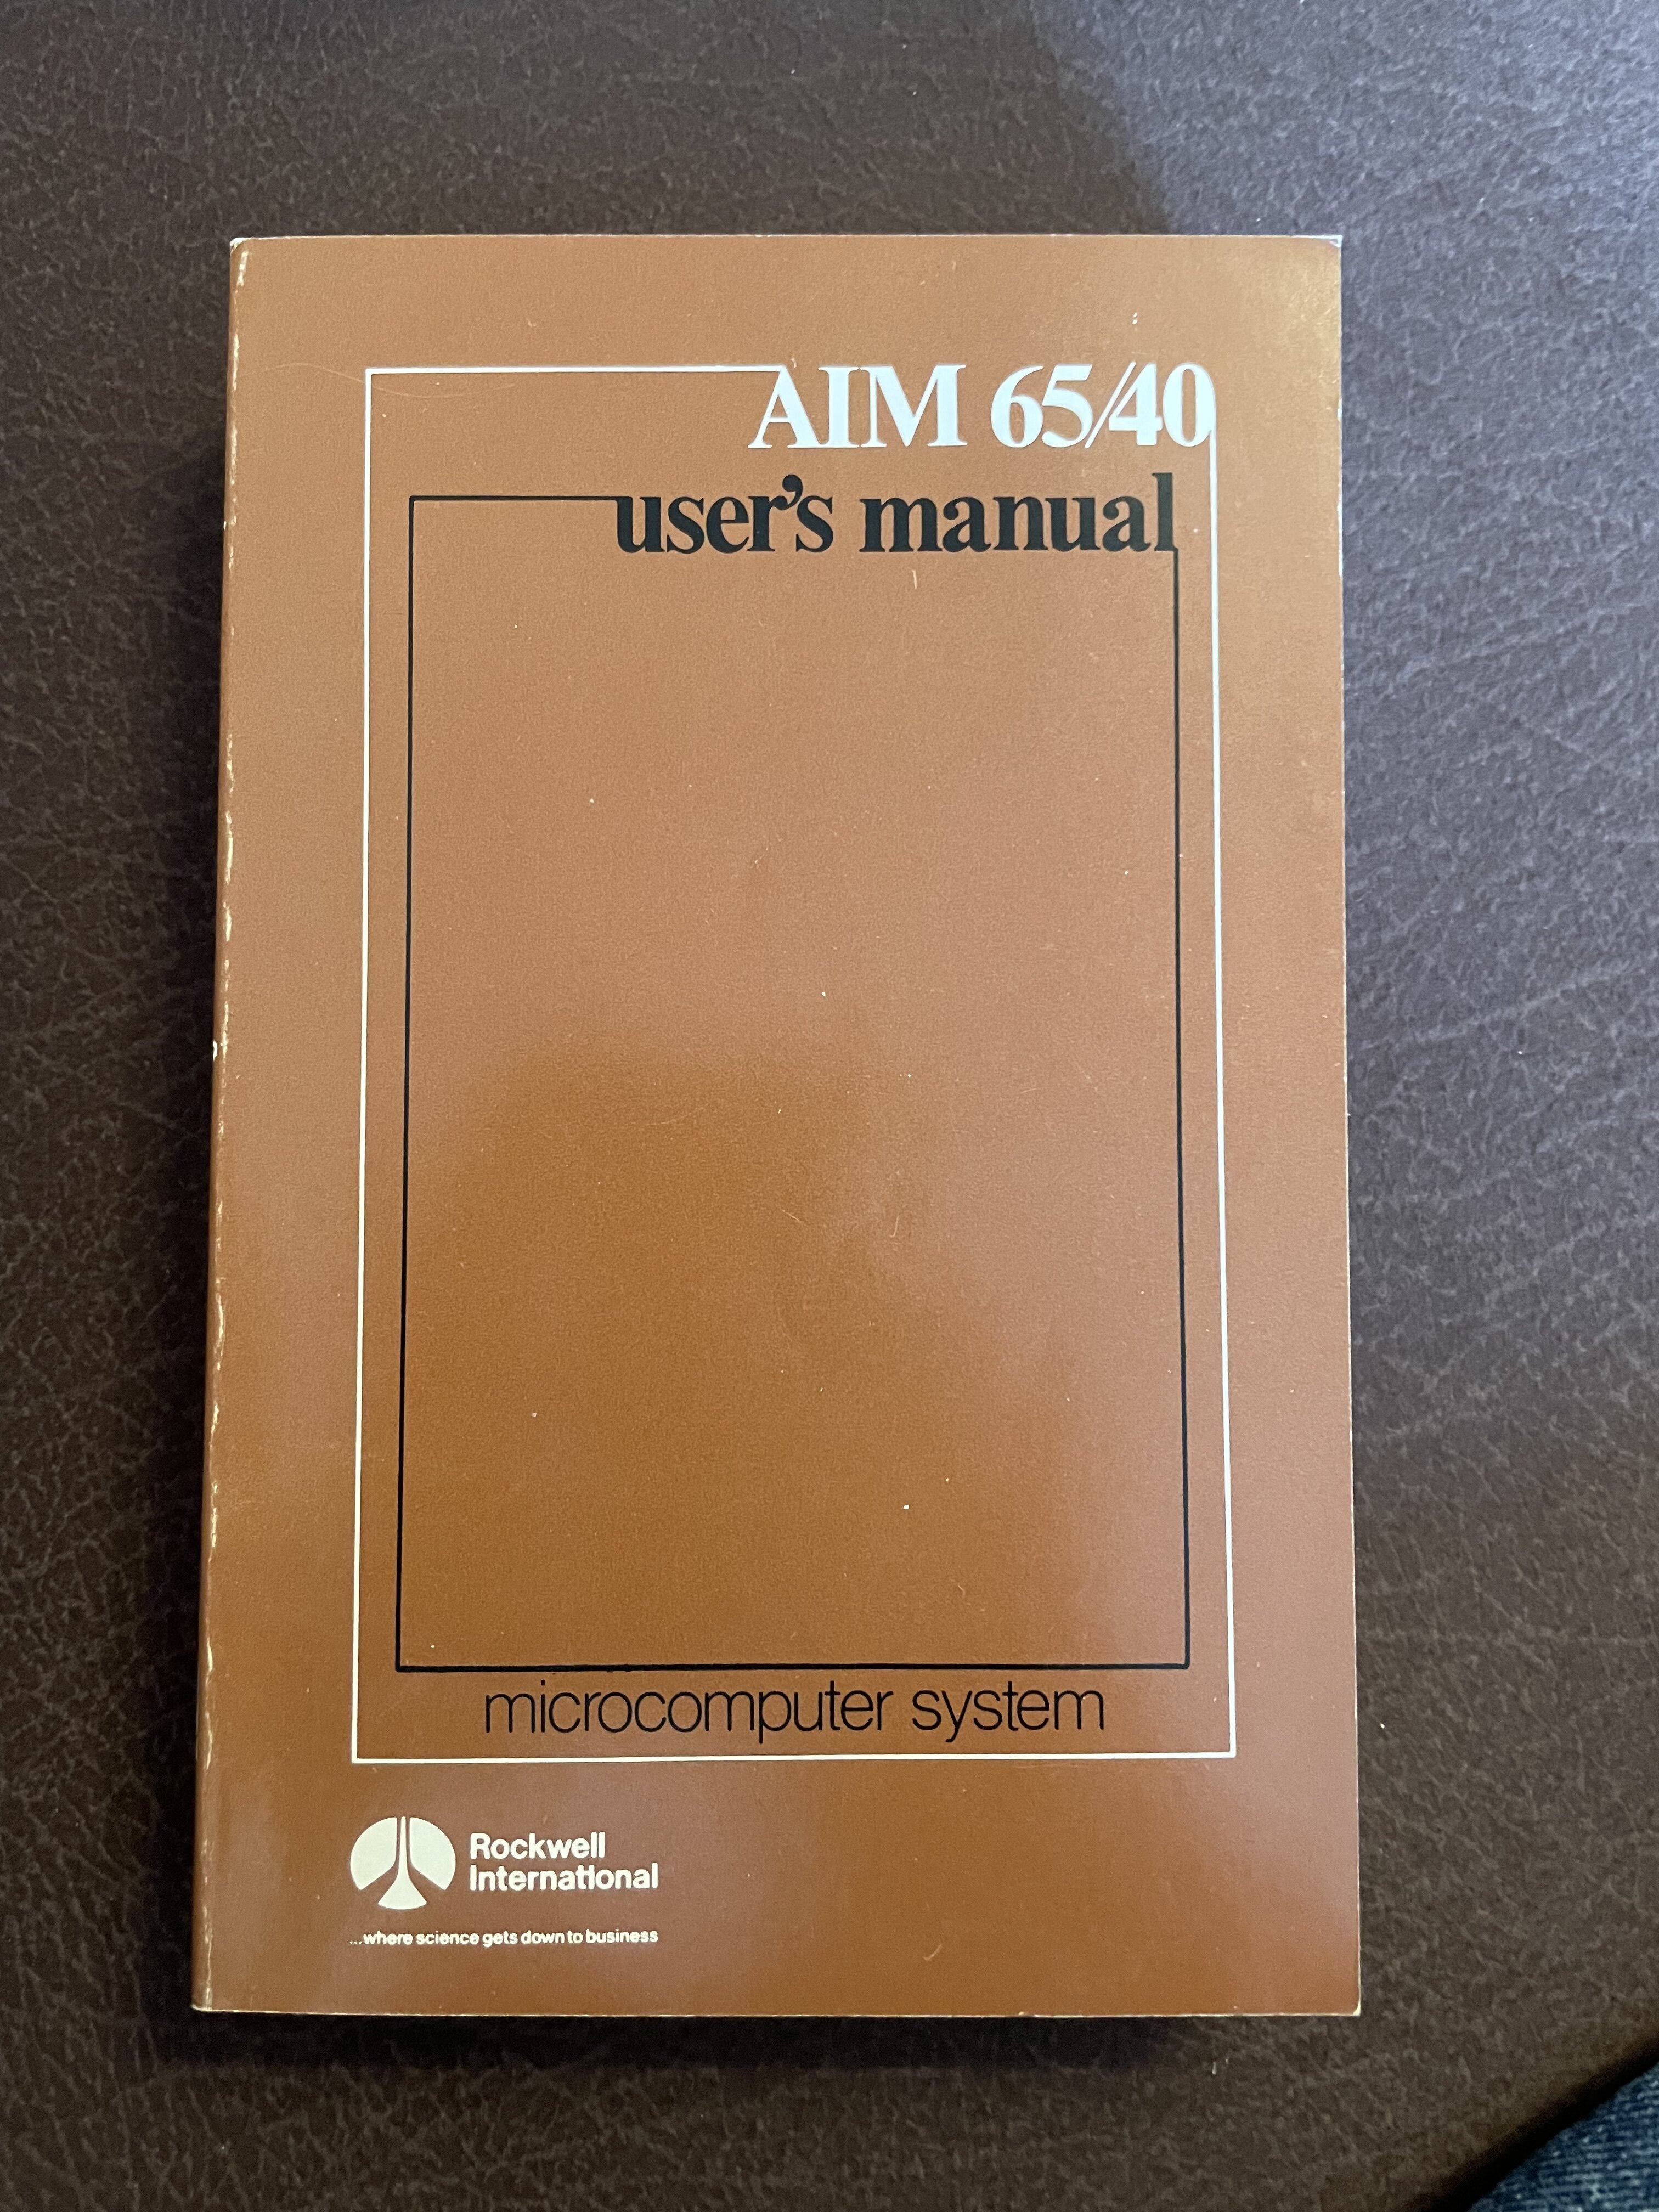 AIM 65/40
user's manual
microcomputer system
Rockwell
International
...where science gets down to business